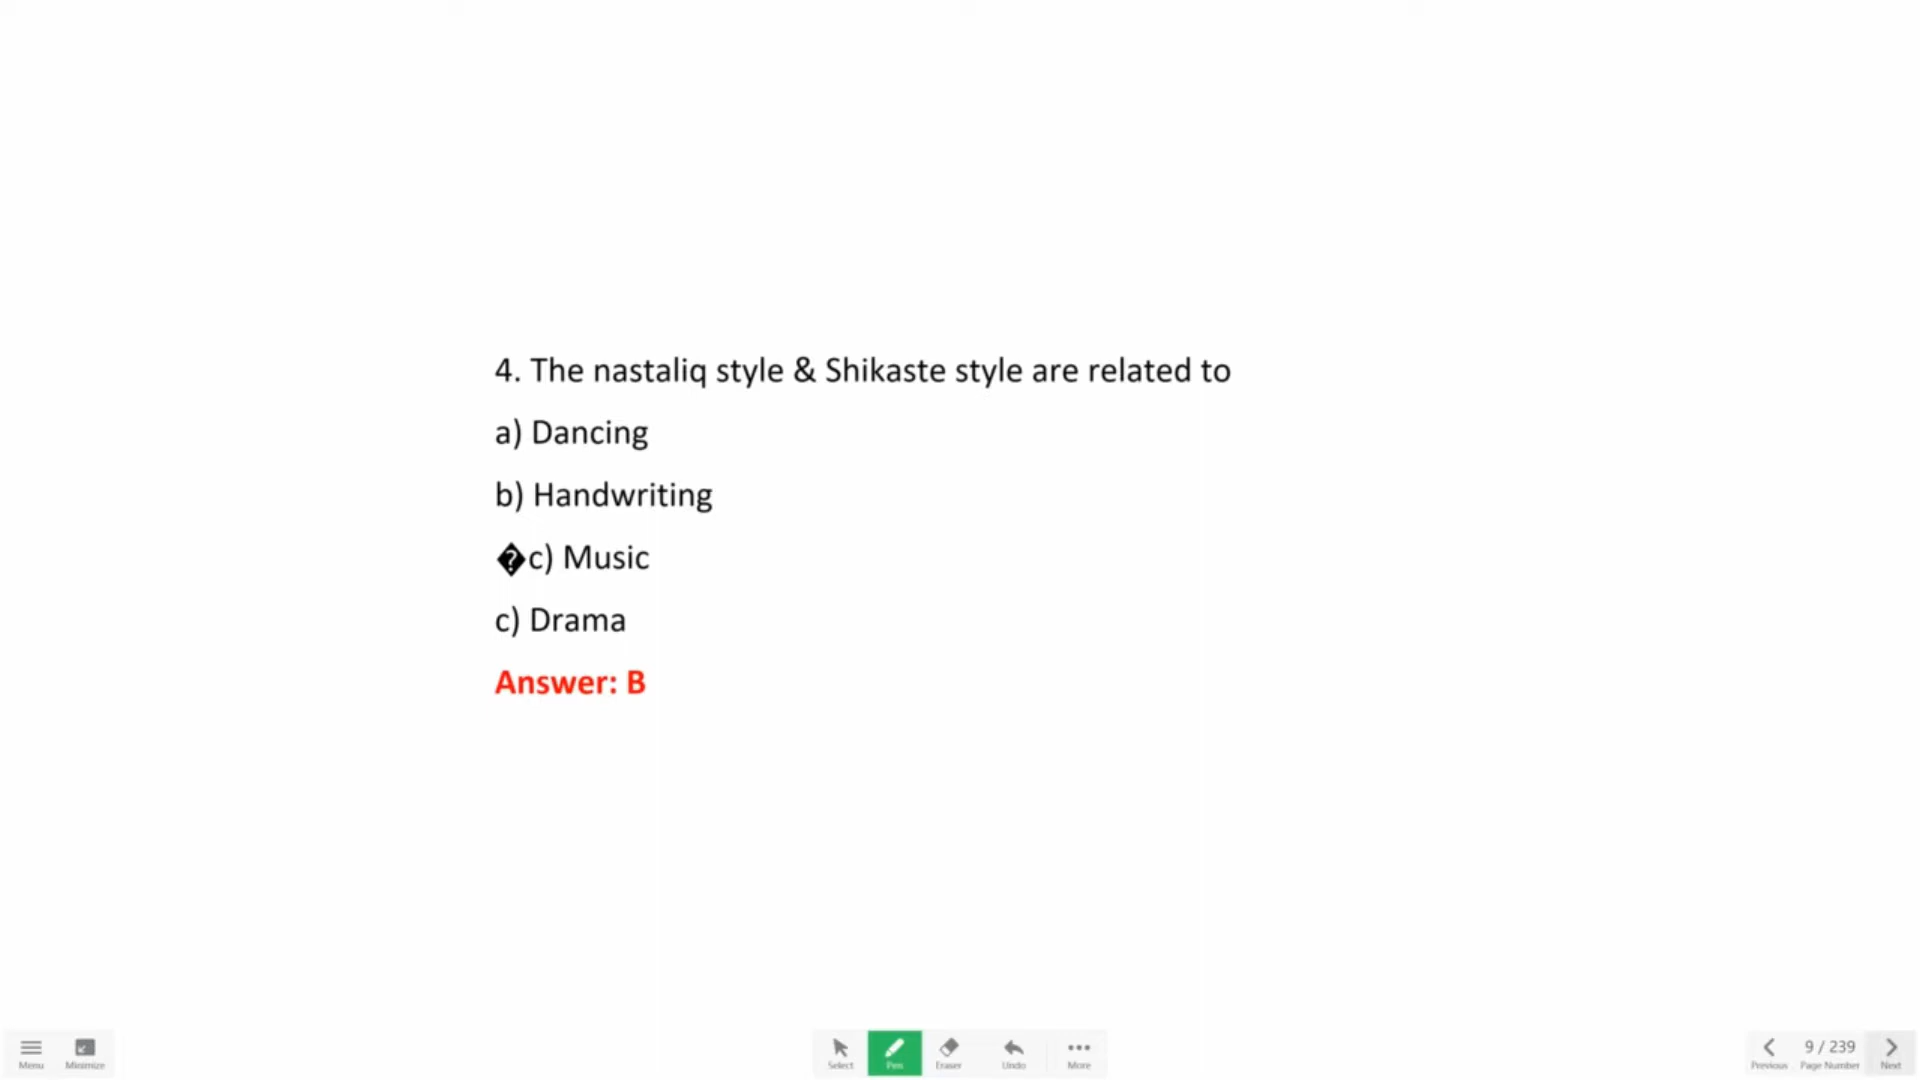 4. The nastaliq style & Shikaste style are related to
a) Dancing
b) Handwriting
�c) Music
c) Drama
Answer: B
Menu Minimize Select Pen Eraser Undo More Previous 9 / 239 Page Number Next